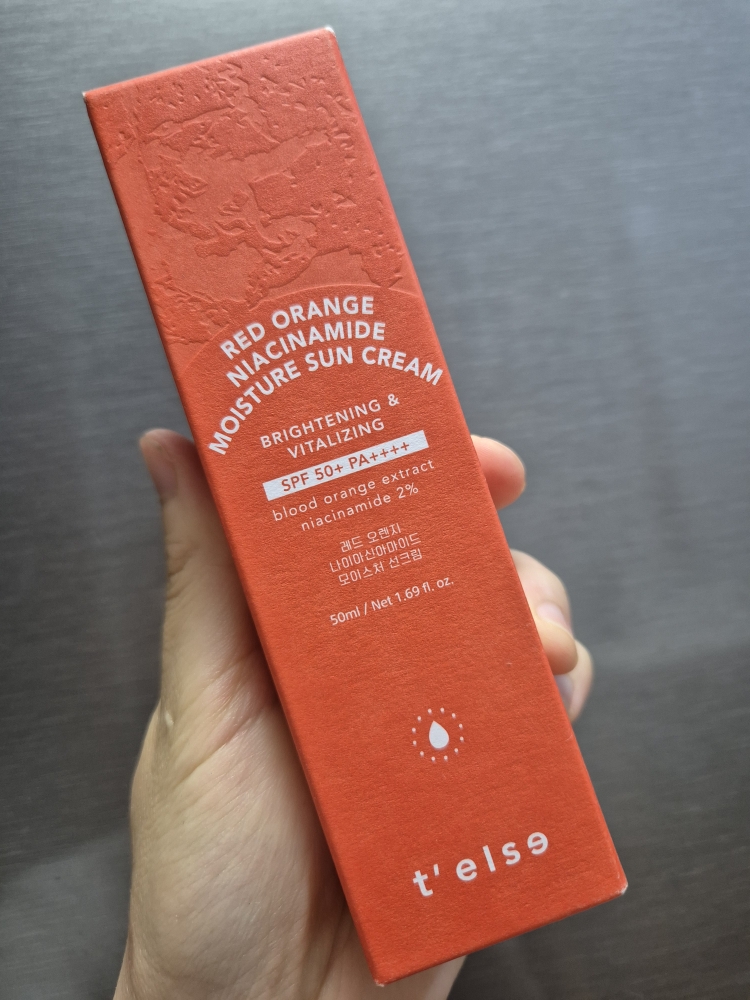 RED ORANGE
NIACINAMIDE
MOISTURE SUN CREAM
BRIGHTENING &
VITALIZING
SPF 50+ PA++++
blood orange extract
niacinamide 2%
레드 오렌지
나이아신아마이드
모이스처 선크림
50ml / Net 1.69 fl. oz.
t' else